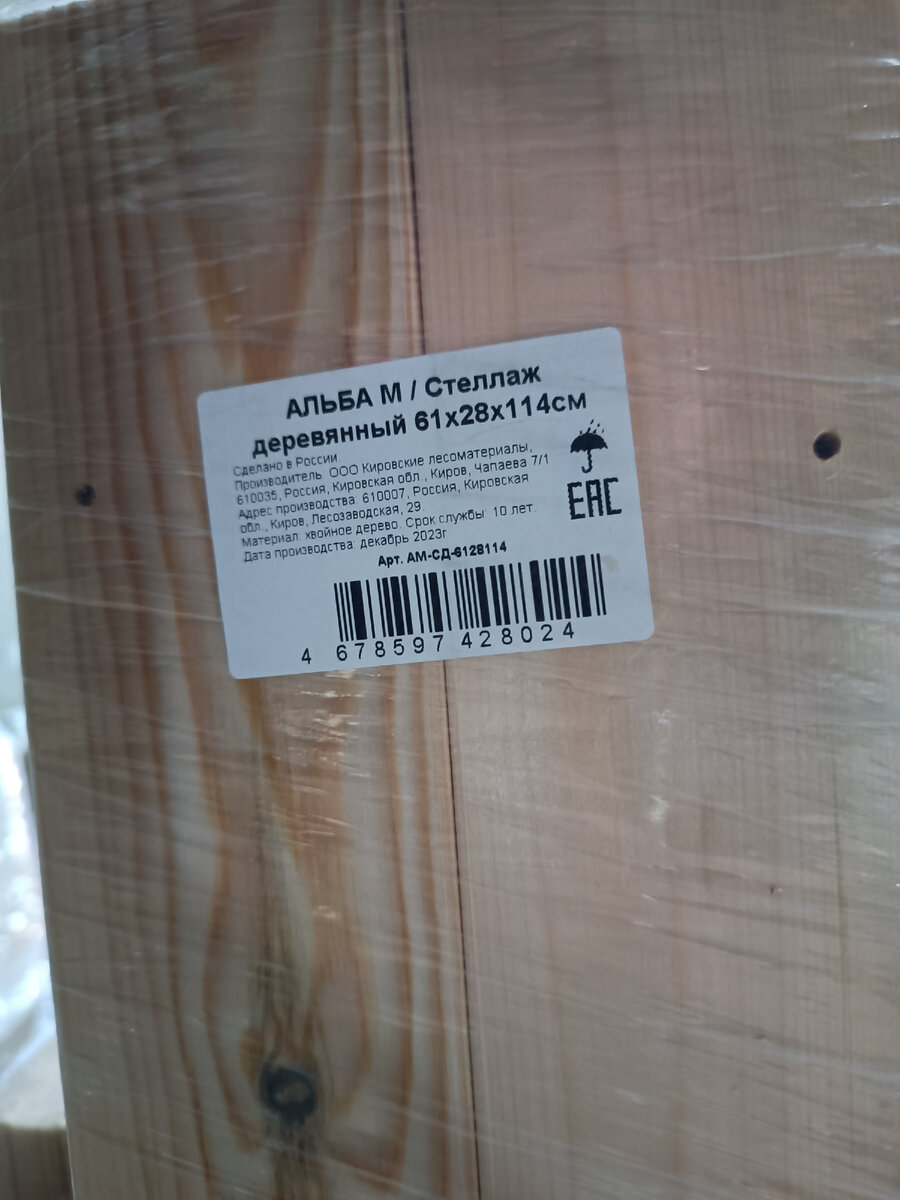 АЛЬБА М / Стеллаж
деревянный 61х28х114см
Сделано в России
Производитель: ООО Кировские лесоматериалы,
610035, Россия, Кировская обл., Киров, Чапаева 7/1
Адрес производства: 610007, Россия, Кировская
обл., Киров, Лесозаводская, 29.
Материал: хвойное дерево. Срок службы: 10 лет.
Дата производства: декабрь 2023г
EAC
Арт. АМ-СД-6128114
4 678597 428024